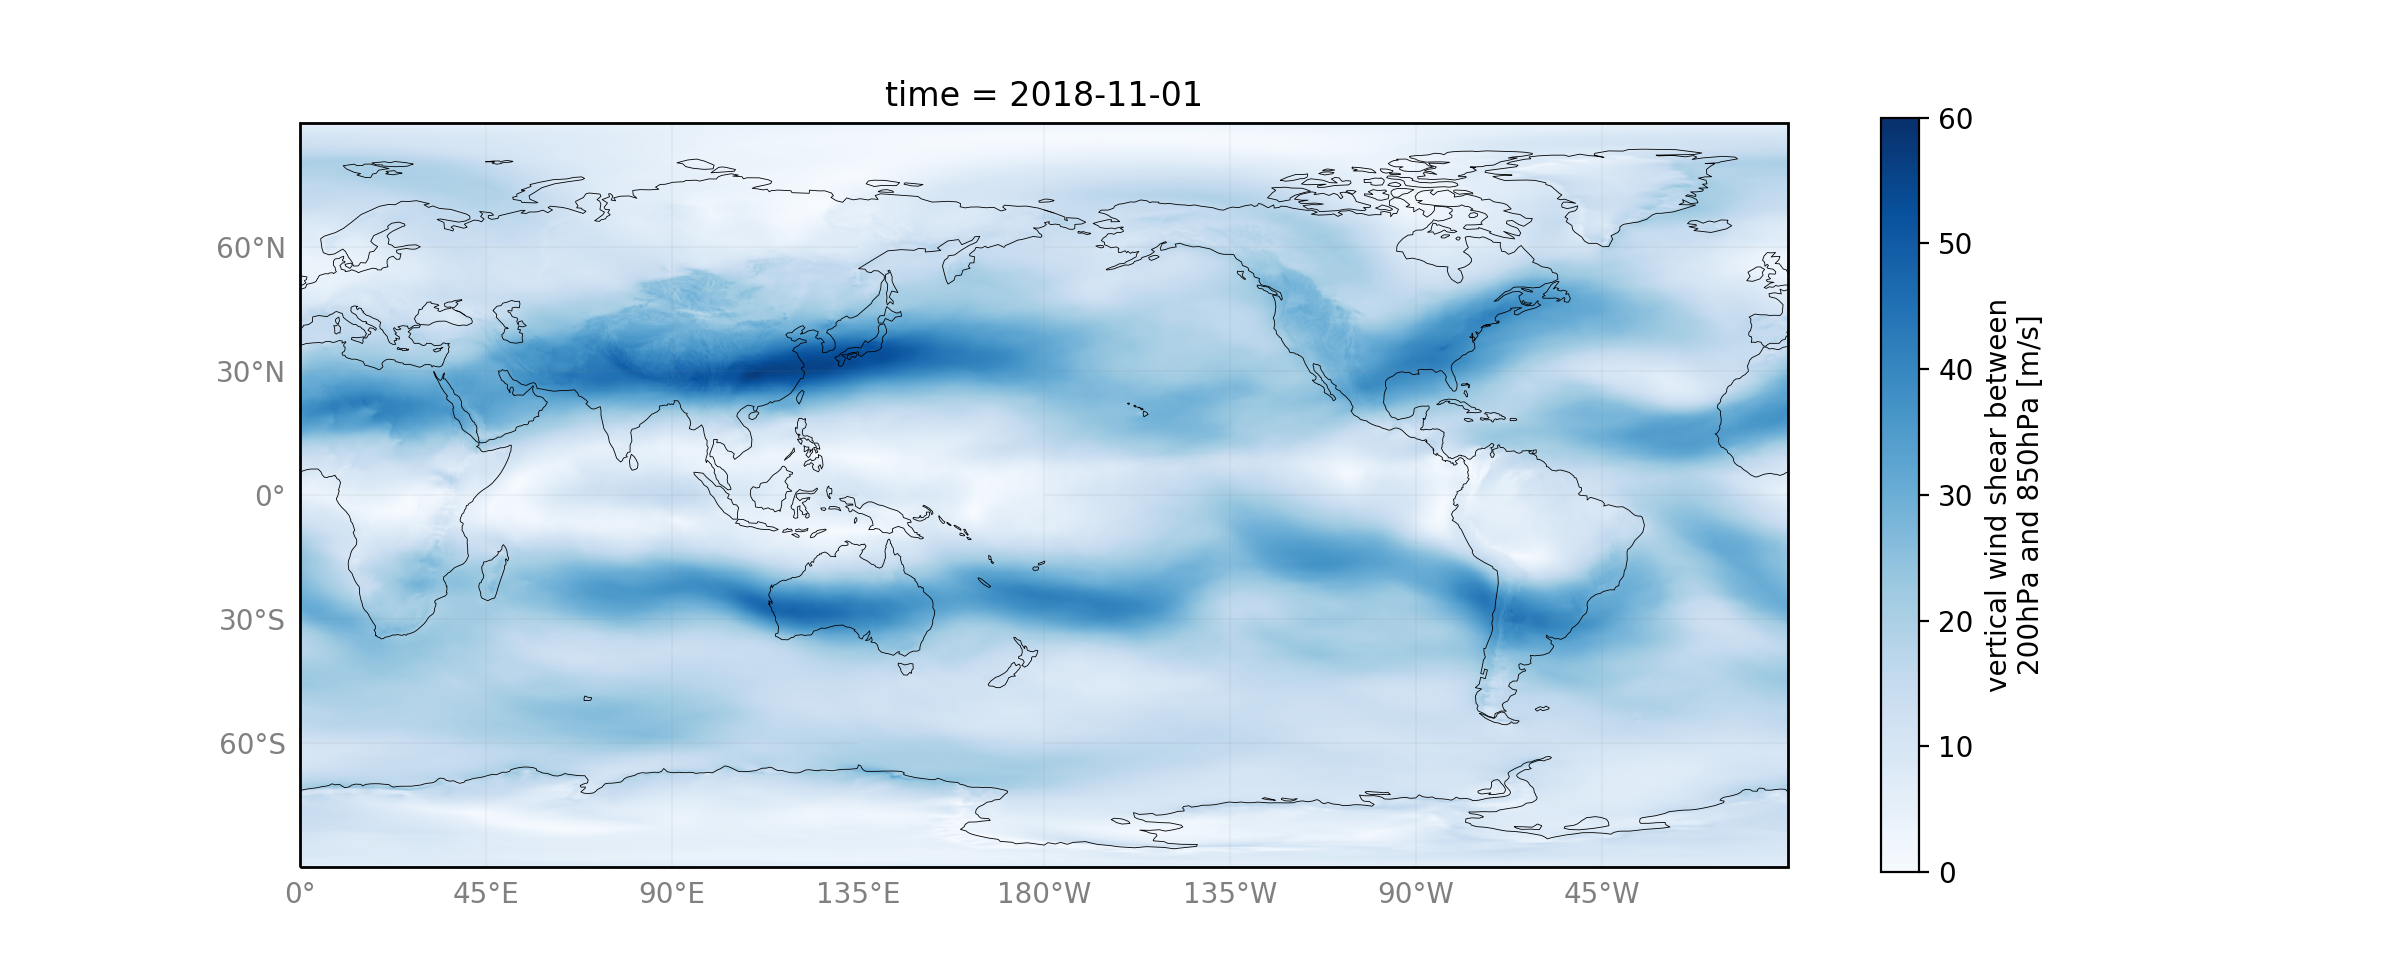 time = 2018-11-01
60°N
30°N
0°
30°S
60°S
0°
45°E
90°E
135°E
180°W
135°W
90°W
45°W
60
50
40
30
20
10
0
vertical wind shear between
200hPa and 850hPa [m/s]